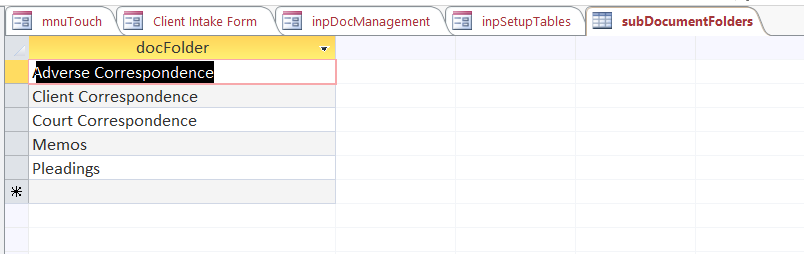 mnuTouch Client Intake Form inpDocManagement inpSetupTables subDocumentFolders
docFolder
Adverse Correspondence
Client Correspondence
Court Correspondence
Memos
Pleadings